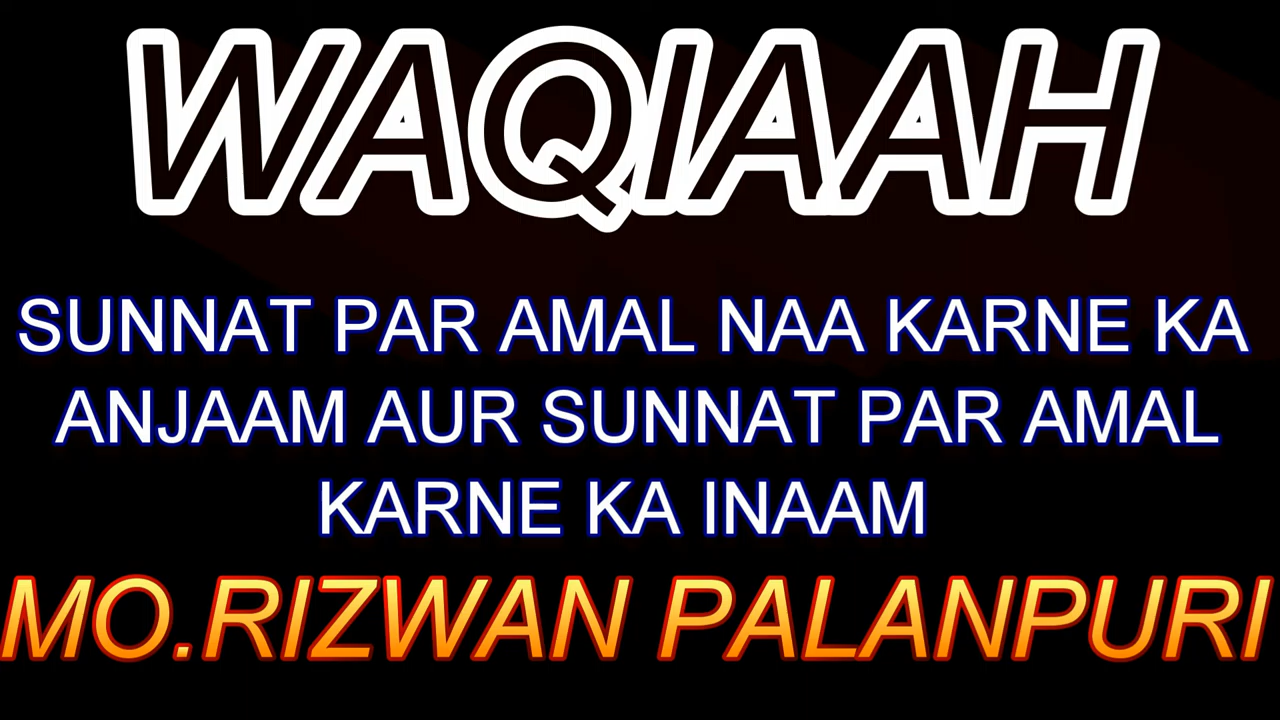 WAQIAAH
SUNNAT PAR AMAL NAA KARNE KA
ANJAAM AUR SUNNAT PAR AMAL
KARNE KA INAAM
MO.RIZWAN PALANPURI